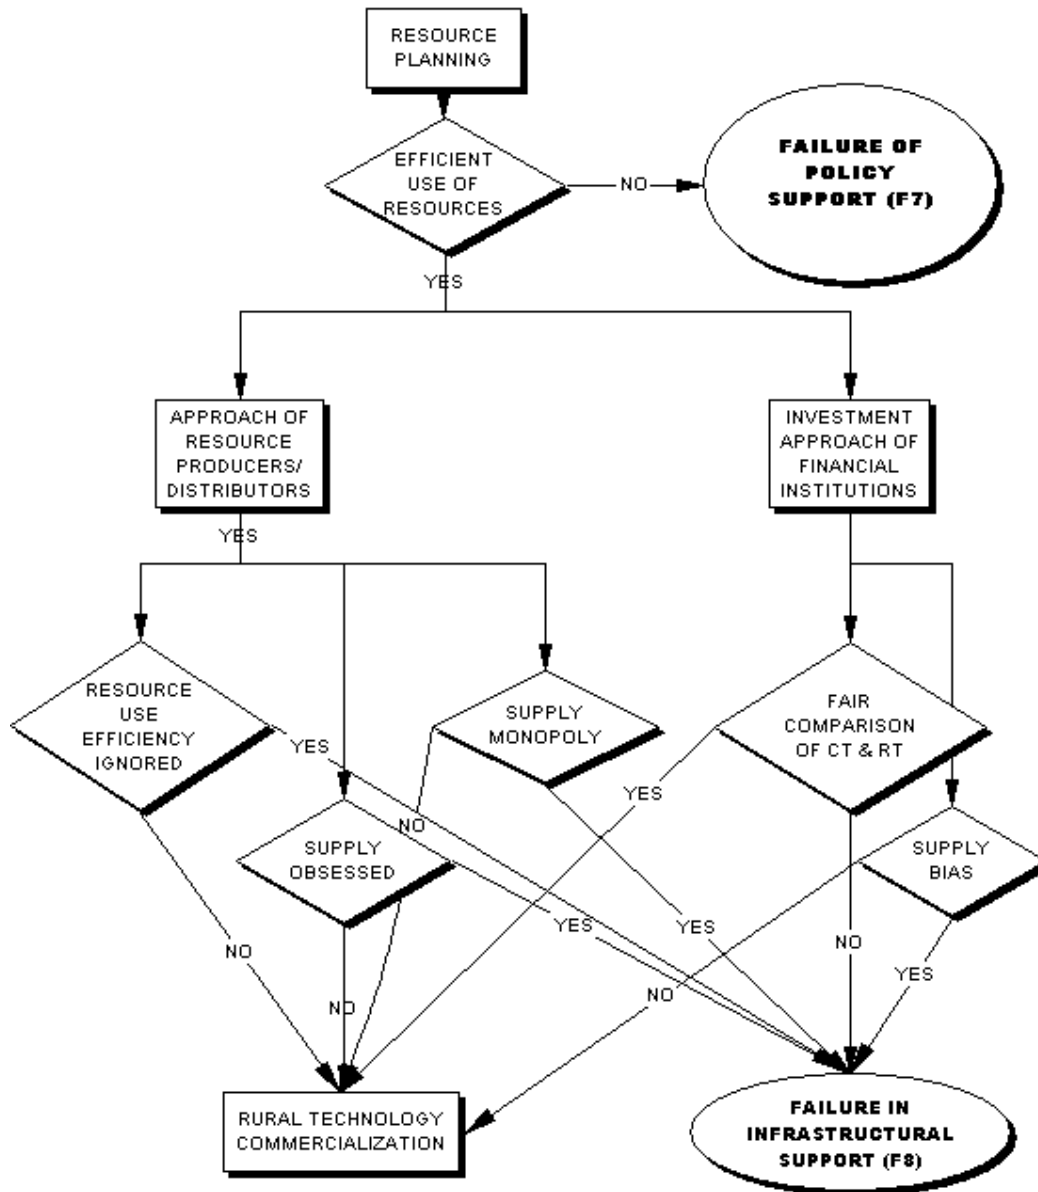 RESOURCE
PLANNING
EFFICIENT
USE OF
RESOURCES
NO
FAILURE OF
POLICY
SUPPORT (F7)
YES
APPROACH OF
RESOURCE
PRODUCERS/
DISTRIBUTORS
INVESTMENT
APPROACH OF
FINANCIAL
INSTITUTIONS
YES
RESOURCE
USE
EFFICIENCY
IGNORED
SUPPLY
MONOPOLY
FAIR
COMPARISON
OF CT & RT
YES
YES
NO
SUPPLY
OBSESSED
SUPPLY
BIAS
YES
YES
NO
NO
YES
NO
NO
RURAL TECHNOLOGY
COMMERCIALIZATION
FAILURE IN
INFRASTRUCTURAL
SUPPORT (F8)